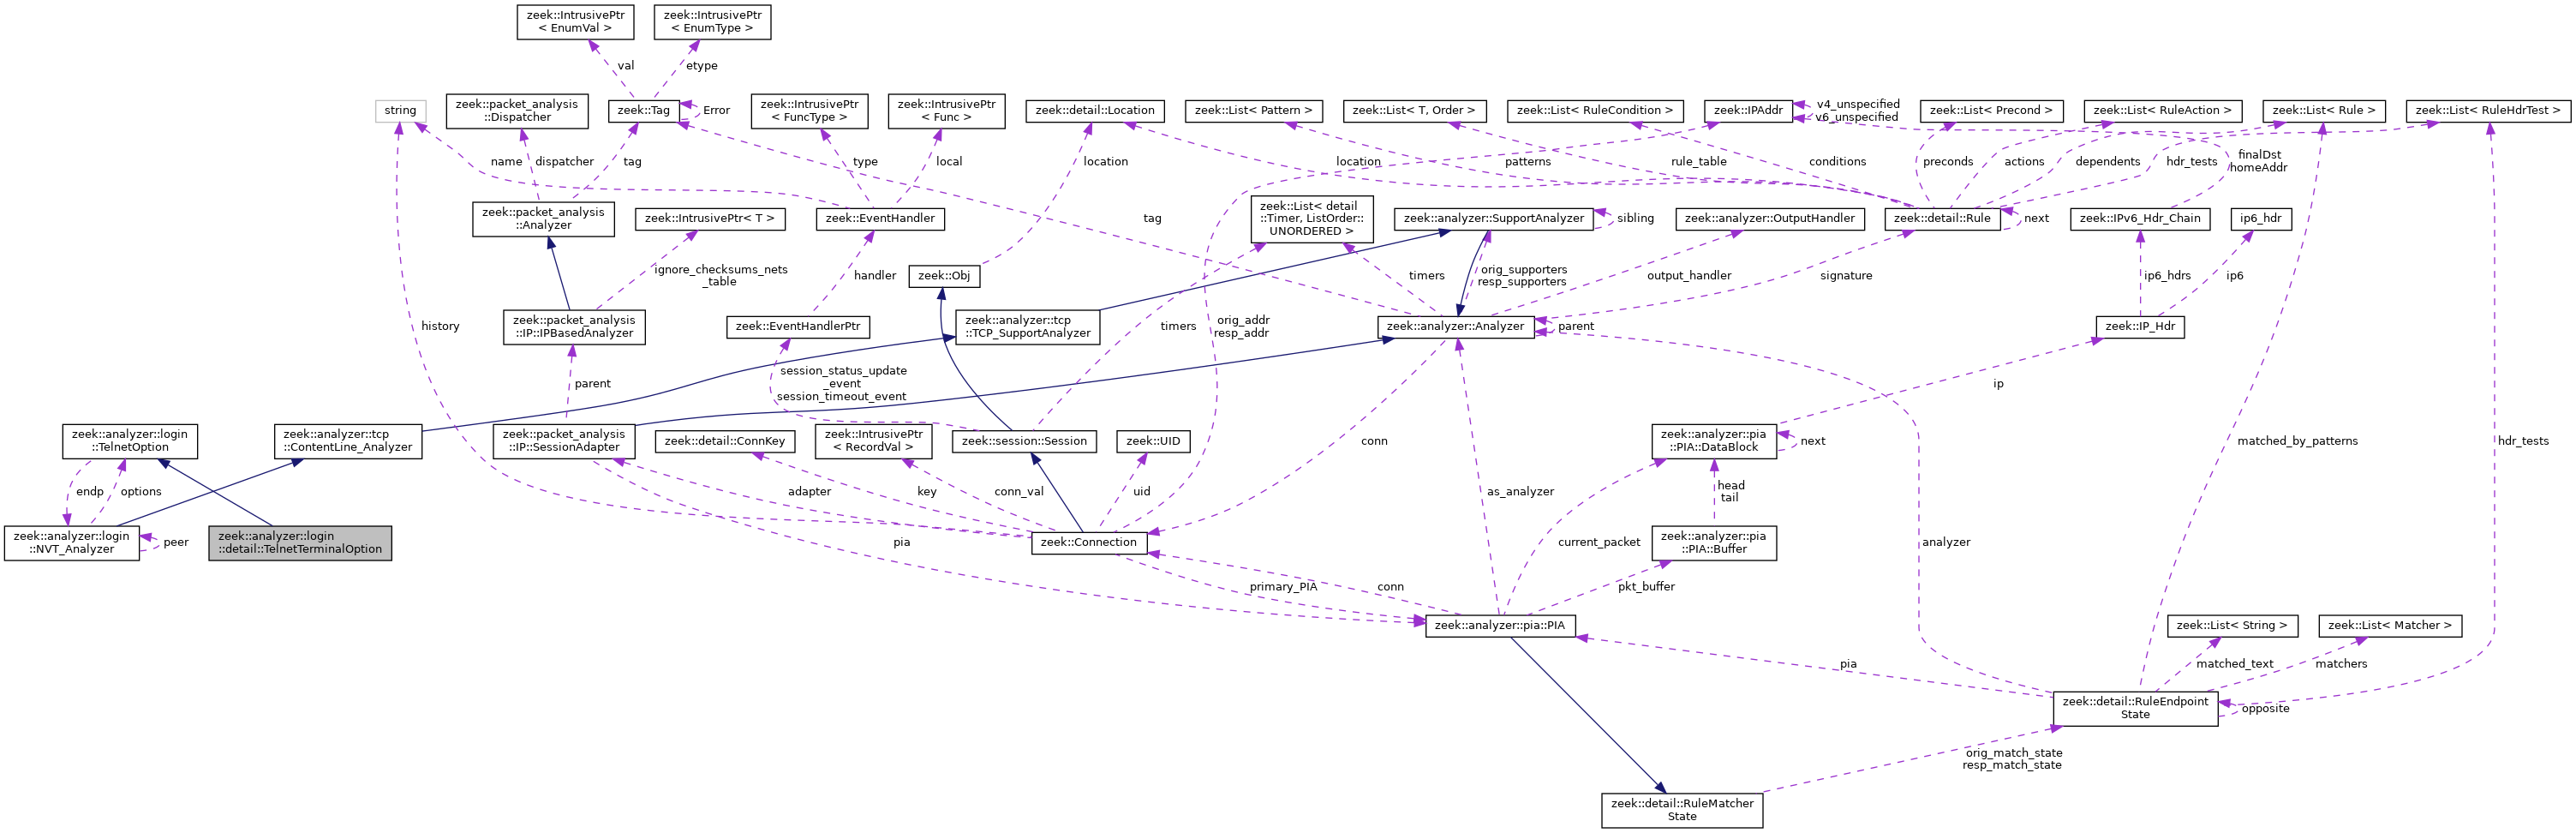 zeek::IntrusivePtr
< EnumVal >
zeek::IntrusivePtr
< EnumType >
val
etype
string
zeek::packet_analysis
::Dispatcher
zeek::Tag
Error
zeek::IntrusivePtr
< FuncType >
zeek::IntrusivePtr
< Func >
zeek::detail::Location
zeek::List< Pattern >
zeek::List< T, Order >
zeek::List< RuleCondition >
zeek::IPAddr
v4_unspecified
v6_unspecified
zeek::List< Precond >
zeek::List< RuleAction >
zeek::List< Rule >
zeek::List< RuleHdrTest >
name
dispatcher
tag
type
local
location
location
patterns
rule_table
conditions
preconds
actions
dependents
hdr_tests
finalDst
homeAddr
zeek::packet_analysis
::Analyzer
zeek::IntrusivePtr< T >
zeek::EventHandler
tag
zeek::List< detail
::Timer, ListOrder::
UNORDERED >
zeek::analyzer::SupportAnalyzer
sibling
zeek::analyzer::OutputHandler
zeek::detail::Rule
next
zeek::IPv6_Hdr_Chain
ip6_hdr
ignore_checksums_nets
_table
handler
zeek::Obj
timers
orig_supporters
resp_supporters
output_handler
signature
ip6_hdrs
ip6
zeek::packet_analysis
::IP::IPBasedAnalyzer
history
zeek::EventHandlerPtr
zeek::analyzer::tcp
::TCP_SupportAnalyzer
timers
orig_addr
resp_addr
zeek::analyzer::Analyzer
parent
zeek::IP_Hdr
parent
session_status_update
_event
session_timeout_event
ip
zeek::analyzer::login
::TelnetOption
zeek::analyzer::tcp
::ContentLine_Analyzer
zeek::packet_analysis
::IP::SessionAdapter
zeek::detail::ConnKey
zeek::IntrusivePtr
< RecordVal >
zeek::session::Session
zeek::UID
conn
zeek::analyzer::pia
::PIA::DataBlock
next
matched_by_patterns
hdr_tests
endp
options
adapter
key
conn_val
uid
as_analyzer
head
tail
zeek::analyzer::login
::NVT_Analyzer
peer
zeek::analyzer::login
::detail::TelnetTerminalOption
pia
zeek::Connection
current_packet
zeek::analyzer::pia
::PIA::Buffer
analyzer
primary_PIA
conn
pkt_buffer
zeek::analyzer::pia::PIA
zeek::List< String >
zeek::List< Matcher >
pia
matched_text
matchers
zeek::detail::RuleEndpoint
State
opposite
orig_match_state
resp_match_state
zeek::detail::RuleMatcher
State